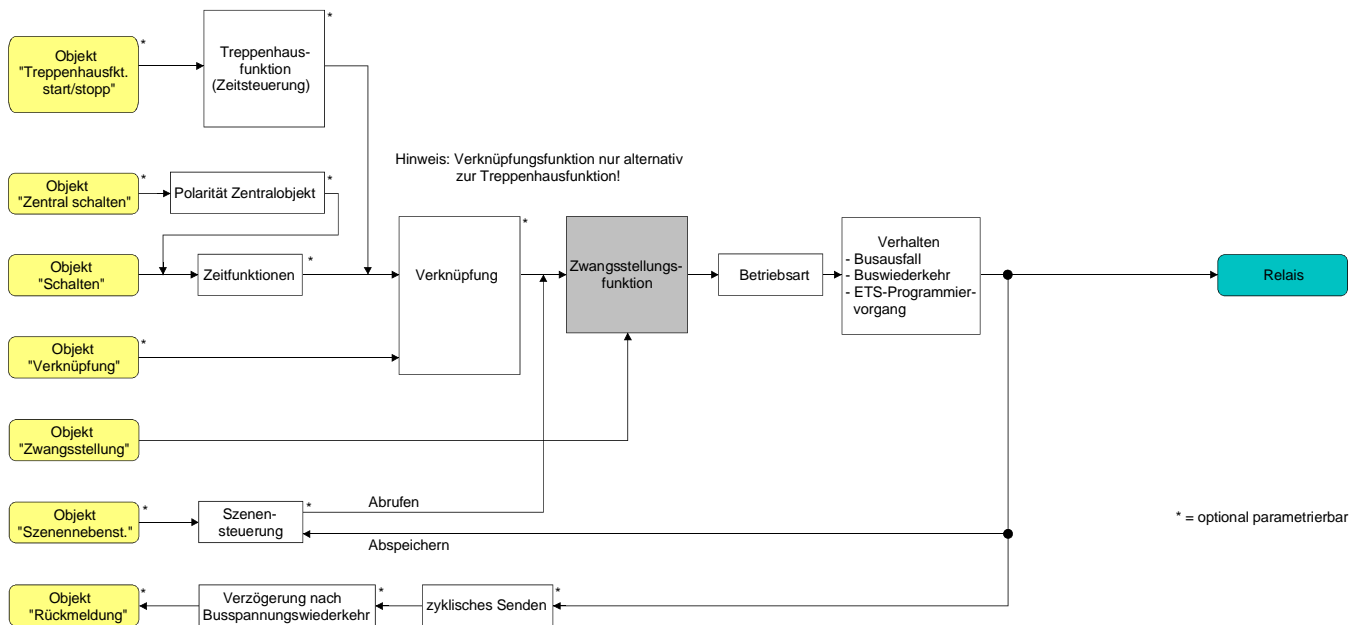 *
*
Objekt
"Treppenhausfkt.
start/stopp"
Treppenhaus-
funktion
(Zeitsteuerung)
Hinweis: Verknüpfungsfunktion nur alternativ
zur Treppenhausfunktion!
*
*
Objekt
"Zentral schalten"
Polarität Zentralobjekt
*
*
*
Objekt
"Schalten"
Zeitfunktionen
Verknüpfung
Zwangsstellungs-
funktion
Betriebsart
Verhalten
- Busausfall
- Buswiederkehr
- ETS-Programmier-
vorgang
Relais
*
Objekt
"Verknüpfung"
Objekt
"Zwangsstellung"
*
*
Objekt
"Szenennebenst."
Szenen-
steuerung
Abrufen
Abspeichern
* = optional parametrierbar
*
*
*
Objekt
"Rückmeldung"
Verzögerung nach
Busspannungswiederkehr
zyklisches Senden